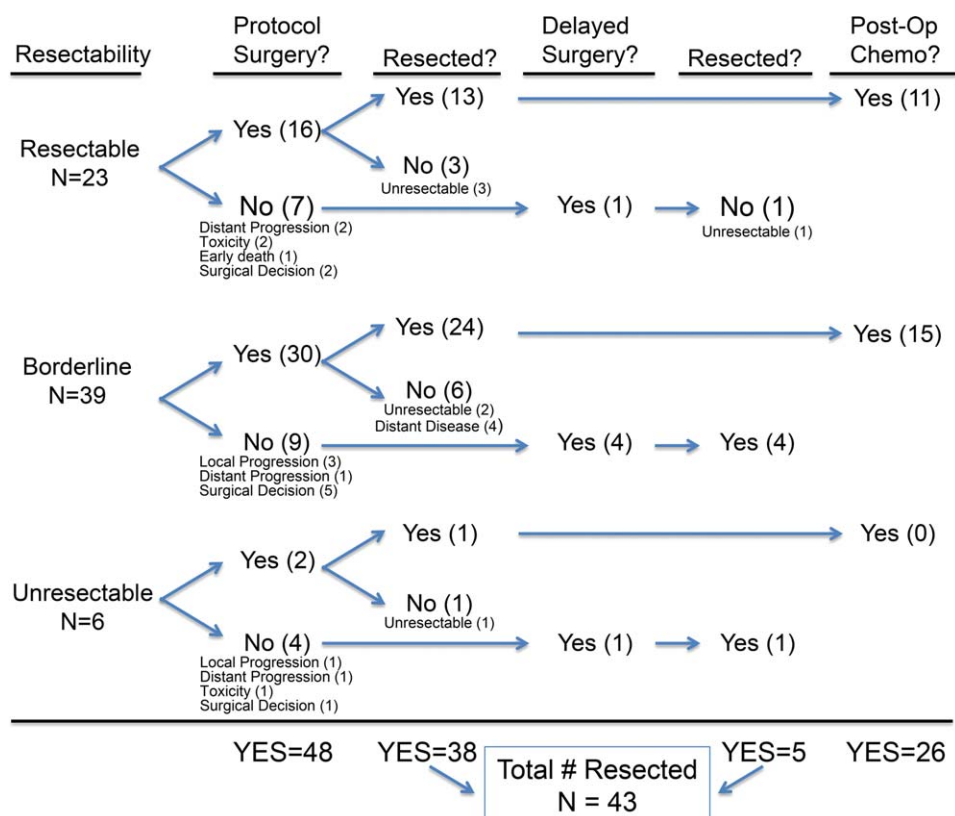 Resectability
Protocol
Surgery?
Resected?
Delayed
Surgery?
Resected?
Post-Op
Chemo?
Resectable
N=23
Yes (16)
Yes (13)
Yes (11)
No (3)
Unresectable (3)
No (7)
Distant Progression (2)
Toxicity (2)
Early death (1)
Surgical Decision (2)
Yes (1)
No (1)
Unresectable (1)
Borderline
N=39
Yes (30)
Yes (24)
Yes (15)
No (6)
Unresectable (2)
Distant Disease (4)
No (9)
Local Progression (3)
Distant Progression (1)
Surgical Decision (5)
Yes (4)
Yes (4)
Unresectable
N=6
Yes (2)
Yes (1)
Yes (0)
No (1)
Unresectable (1)
No (4)
Local Progression (1)
Distant Progression (1)
Toxicity (1)
Surgical Decision (1)
Yes (1)
Yes (1)
YES=48
YES=38
YES=5
YES=26
Total # Resected
N = 43